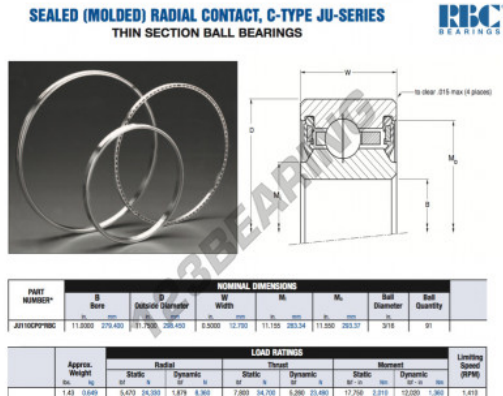 SEALED (MOLDED) RADIAL CONTACT, C-TYPE JU-SERIES
THIN SECTION BALL BEARINGS
RBC
BEARINGS
W
to clear .015 max (4 places)
D
M
B
123BEARING
NOMINAL DIMENSIONS
PART NUMBER* B Bore D Outside Diameter W Width Ball Diameter Ball Quantity
in. mm in. mm in. mm in. mm in. mm in.
JU110CP0*RBC 11.0000 279.400 11.7500 298.450 0.5000 12.700 11.155 283.34 11.550 293.37 3/16 91
LOAD RATINGS
Approx. Weight Radial Thrust Moment Limiting Speed (RPM)
Static Dynamic Static Dynamic Static Dynamic
lbs. kg lbf N lbf N lbf N lbf N lbf - in Nm lbf - in Nm
1.43 0.649 5,470 24,330 1,879 8,360 7,800 34,700 5,280 23,480 17,750 2,010 12,020 1,360 1,410